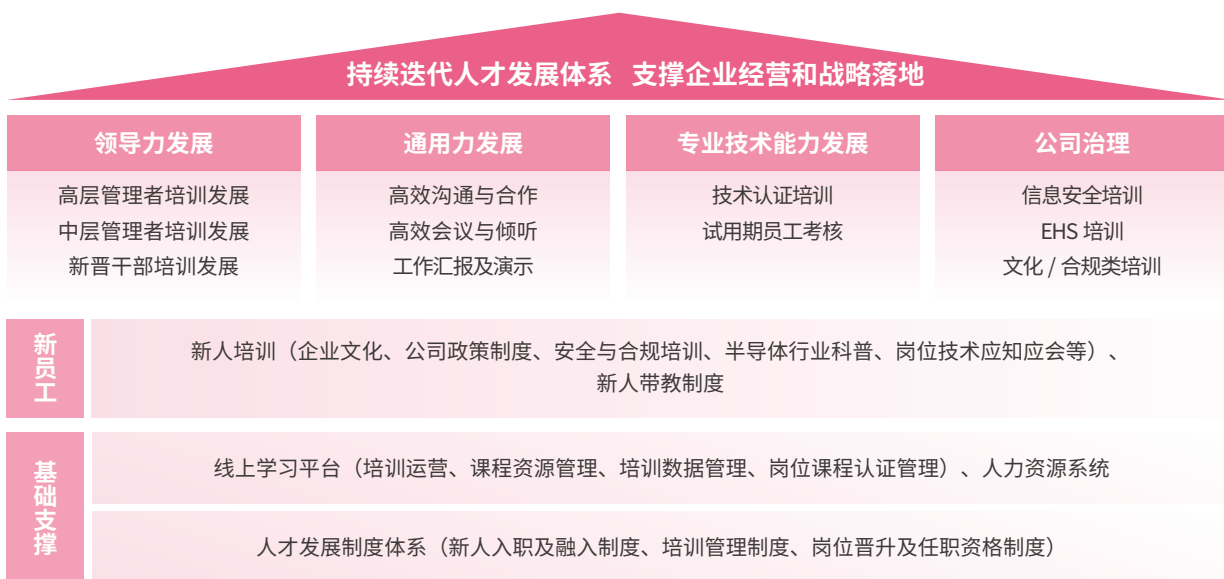 持续迭代人才发展体系 支撑企业经营和战略落地
领导力发展
高层管理者培训发展
中层管理者培训发展
新晋干部培训发展
通用力发展
高效沟通与合作
高效会议与倾听
工作汇报及演示
专业技术能力发展
技术认证培训
试用期员工考核
公司治理
信息安全培训
EHS 培训
文化 / 合规类培训
新员工
新人培训（企业文化、公司政策制度、安全与合规培训、半导体行业科普、岗位技术应知应会等）、
新人带教制度
基础支撑
线上学习平台（培训运营、课程资源管理、培训数据管理、岗位课程认证管理）、人力资源系统
人才发展制度体系（新人入职及融入制度、培训管理制度、岗位晋升及任职资格制度）